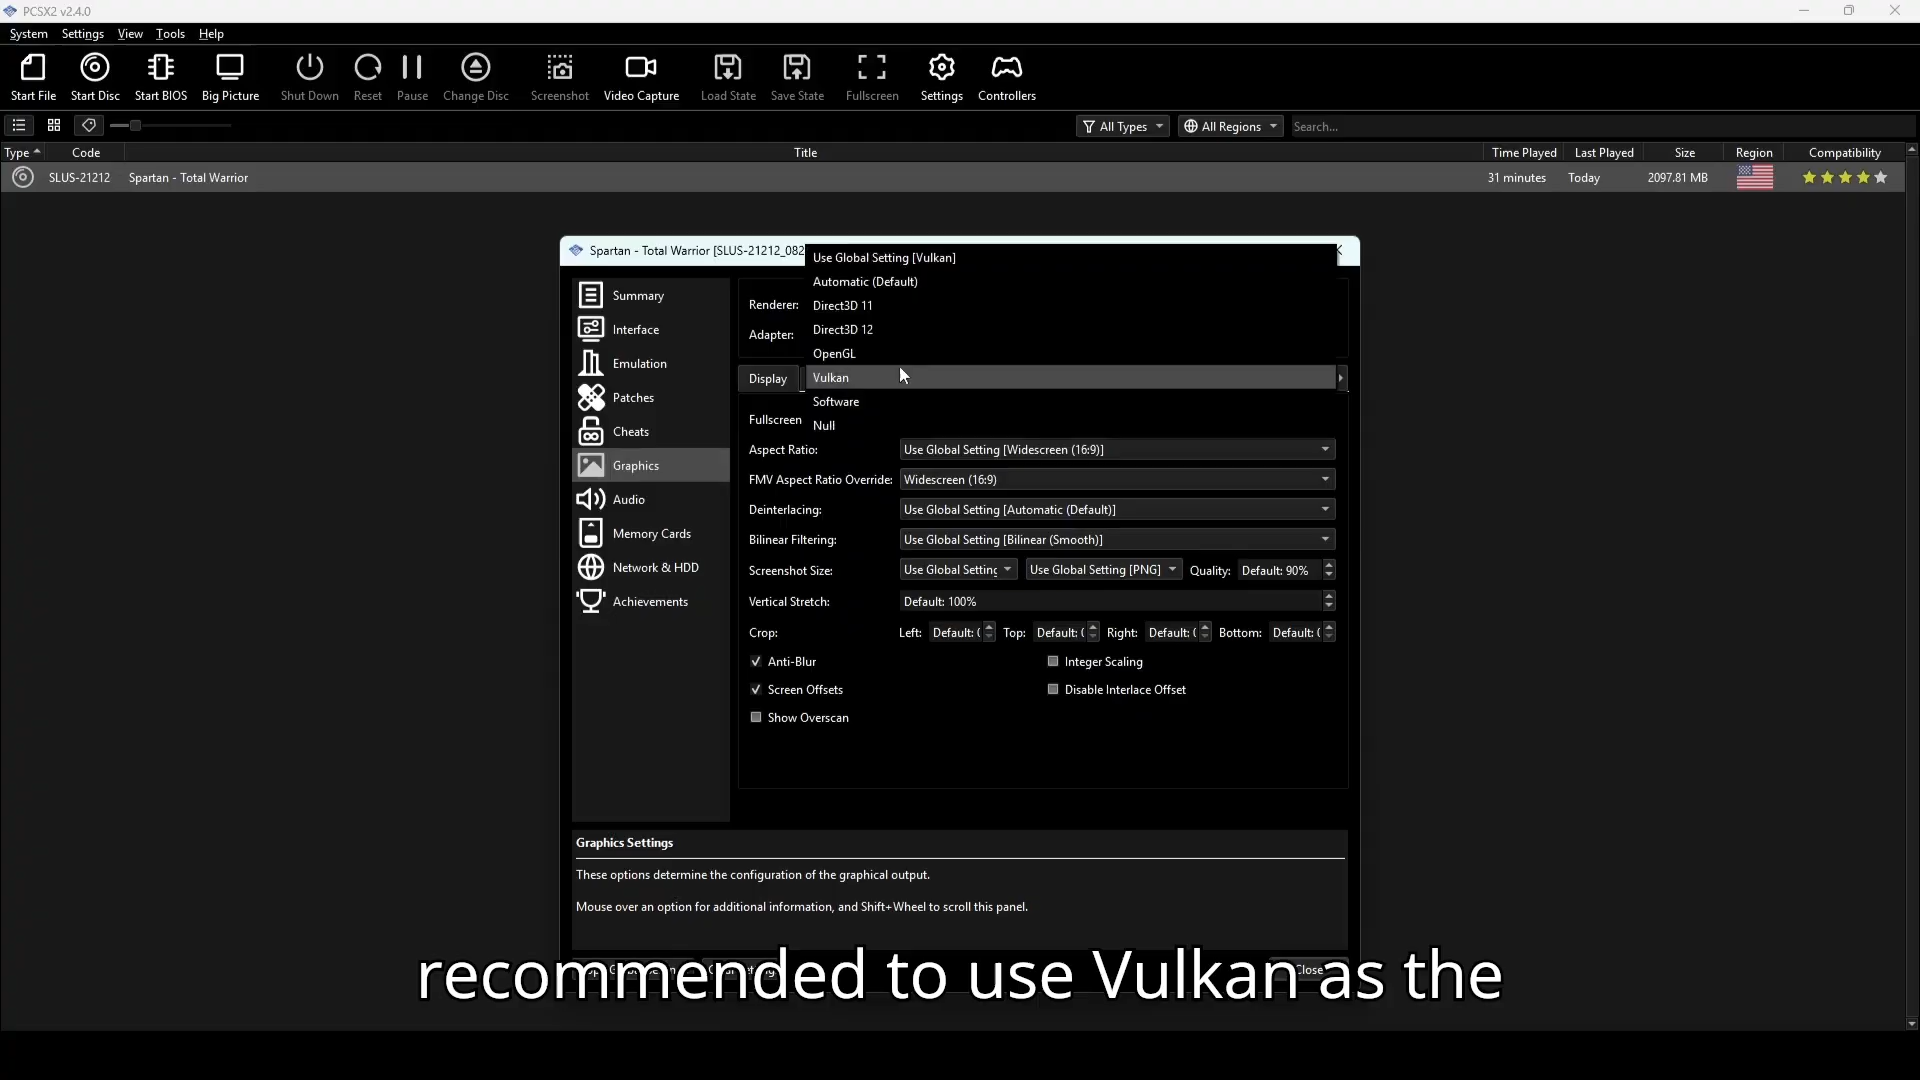 PCSX2 v2.4.0
System Settings View Tools Help
Start File Start Disc Start BIOS Big Picture Shut Down Reset Pause Change Disc Screenshot Video Capture Load State Save State Fullscreen Settings Controllers
All Types All Regions Search...
Type Code Title Time Played Last Played Size Region Compatibility
SLUS-21212 Spartan - Total Warrior 31 minutes Today 2097.81 MB
Spartan - Total Warrior [SLUS-21212_082
Use Global Setting [Vulkan]
Automatic (Default)
Direct3D 11
Direct3D 12
OpenGL
Vulkan
Software
Null
Summary
Interface
Emulation
Patches
Cheats
Graphics
Audio
Memory Cards
Network & HDD
Achievements
Renderer:
Adapter:
Display
Fullscreen
Aspect Ratio: Use Global Setting [Widescreen (16:9)]
FMV Aspect Ratio Override: Widescreen (16:9)
Deinterlacing: Use Global Setting [Automatic (Default)]
Bilinear Filtering: Use Global Setting [Bilinear (Smooth)]
Screenshot Size: Use Global Setting Use Global Setting [PNG] Quality: Default: 90%
Vertical Stretch: Default: 100%
Crop: Left: Default: ( Top: Default: ( Right: Default: ( Bottom: Default: (
Anti-Blur Integer Scaling
Screen Offsets Disable Interlace Offset
Show Overscan
Graphics Settings
These options determine the configuration of the graphical output.
Mouse over an option for additional information, and Shift+Wheel to scroll this panel.
Close
recommended to use Vulkan as the